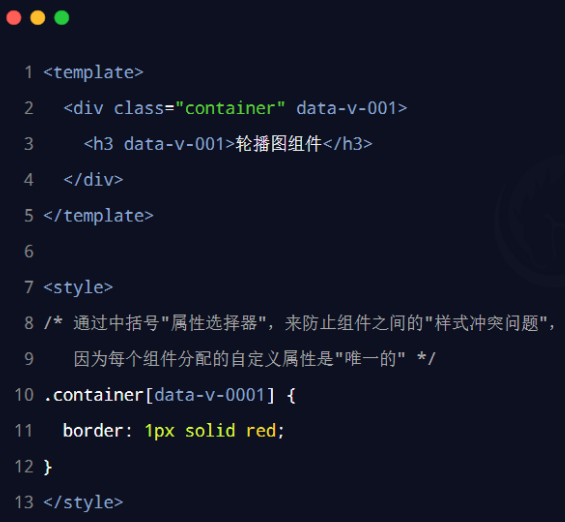 1 <template>
2   <div class="container" data-v-001>
3     <h3 data-v-001>轮播图组件</h3>
4   </div>
5 </template>
6
7 <style>
8 /* 通过中括号"属性选择器"，来防止组件之间的"样式冲突问题"，
9    因为每个组件分配的自定义属性是"唯一的" */
10 .container[data-v-0001] {
11   border: 1px solid red;
12 }
13 </style>